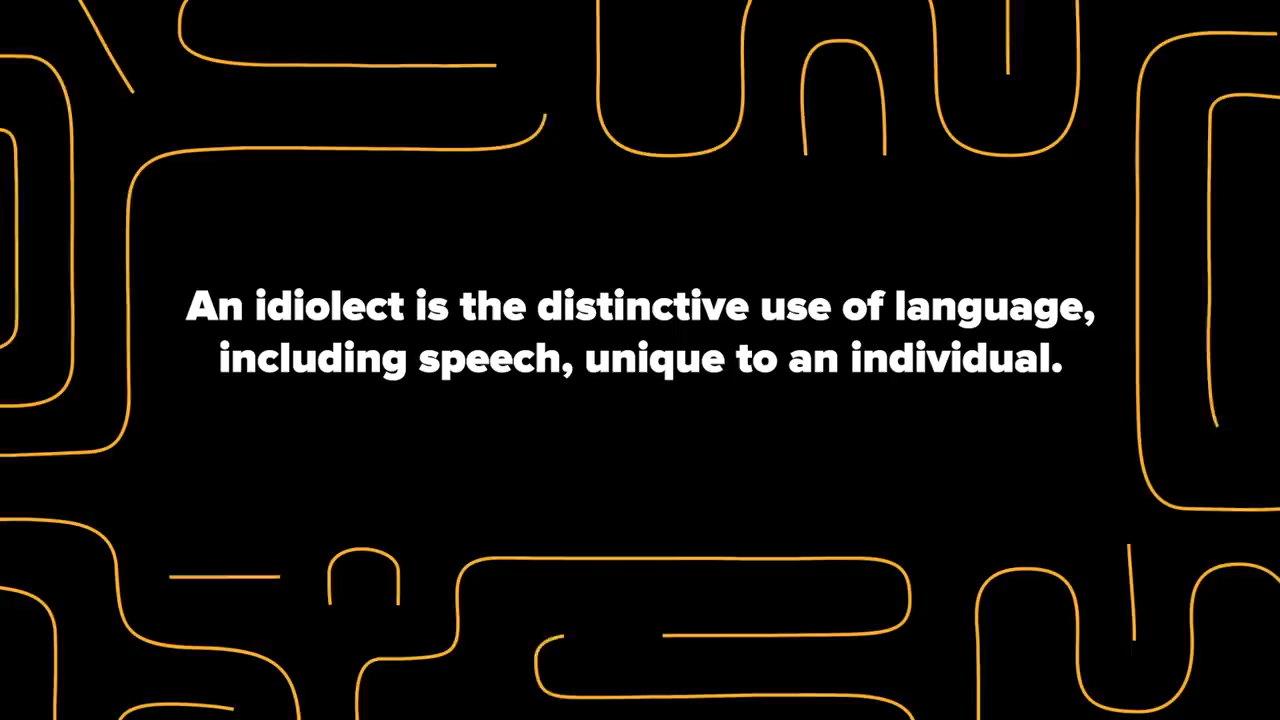 An idiolect is the distinctive use of language,
including speech, unique to an individual.